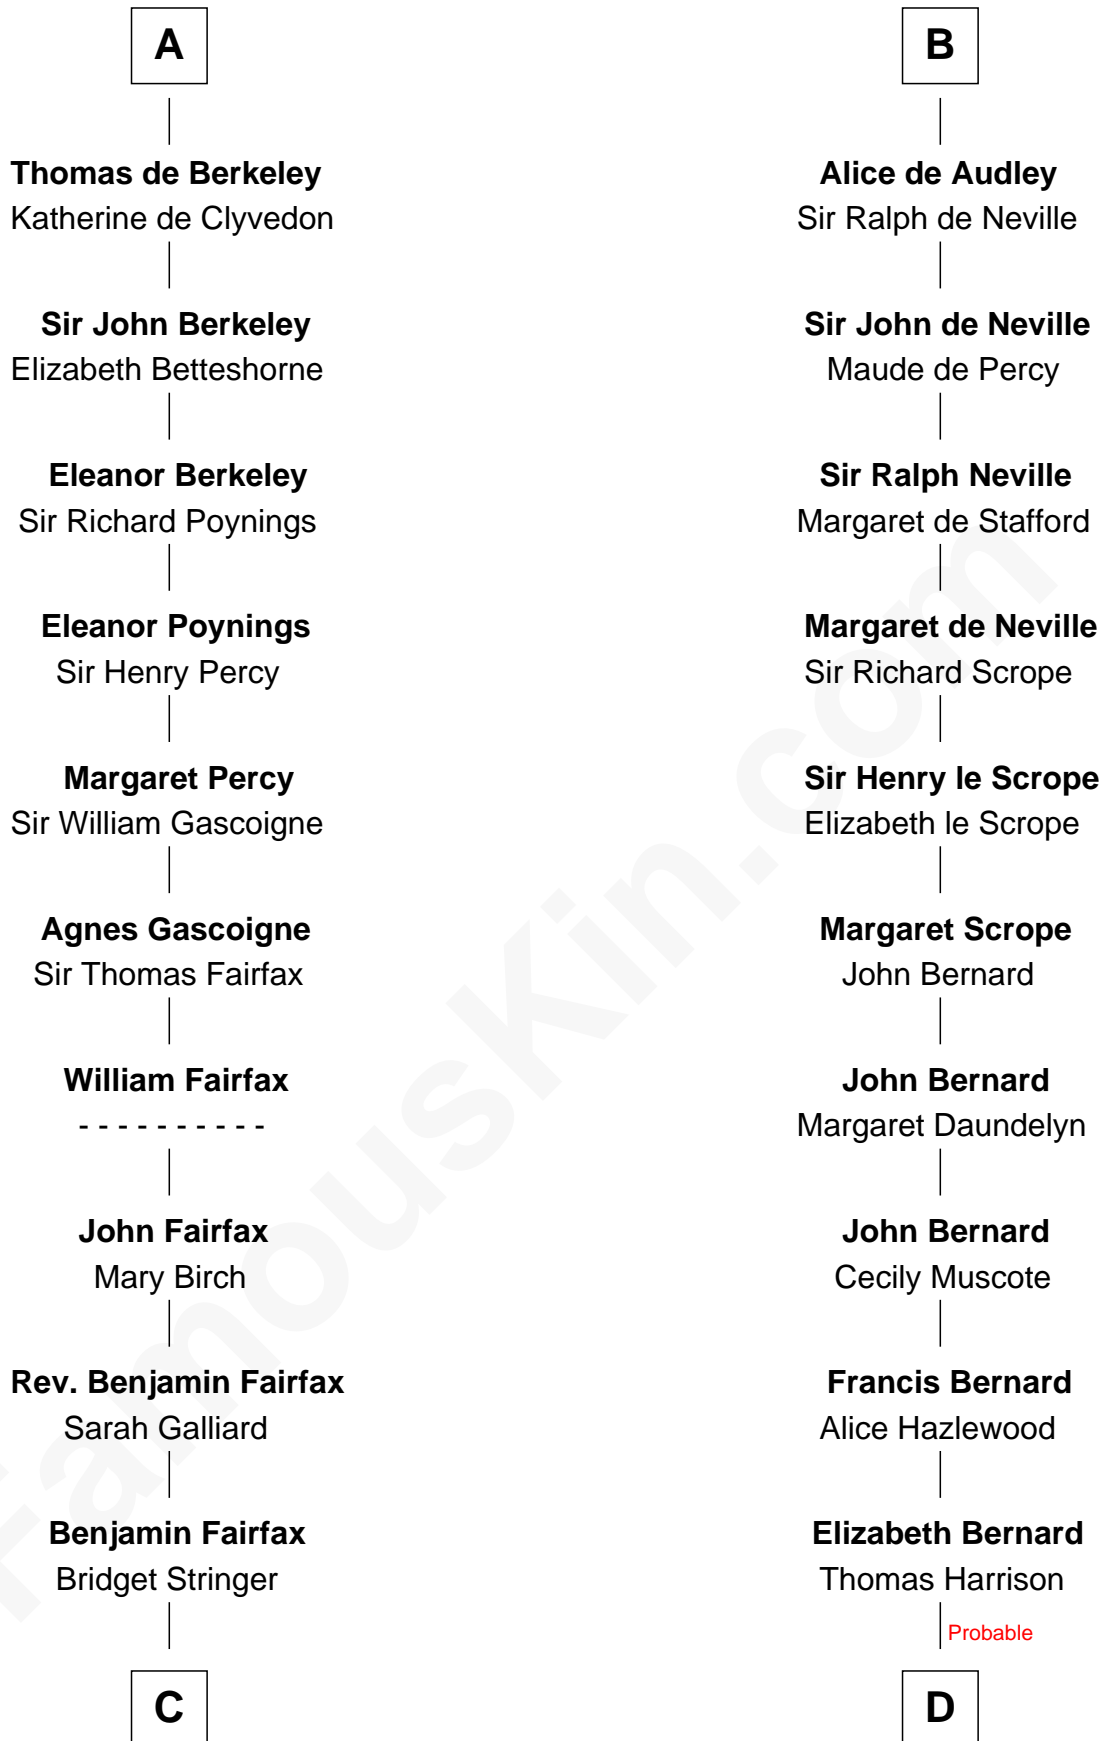 A
Thomas de Berkeley
Katherine de Clyvedon
Sir John Berkeley
Elizabeth Betteshorne
Eleanor Berkeley
Sir Richard Poynings
Eleanor Poynings
Sir Henry Percy
Margaret Percy
Sir William Gascoigne
Agnes Gascoigne
Sir Thomas Fairfax
William Fairfax
- - - - - - - - - -
John Fairfax
Mary Birch
Rev. Benjamin Fairfax
Sarah Galliard
Benjamin Fairfax
Bridget Stringer
C
B
Alice de Audley
Sir Ralph de Neville
Sir John de Neville
Maude de Percy
Sir Ralph Neville
Margaret de Stafford
Margaret de Neville
Sir Richard Scrope
Sir Henry le Scrope
Elizabeth le Scrope
Margaret Scrope
John Bernard
John Bernard
Margaret Daundelyn
John Bernard
Cecily Muscote
Francis Bernard
Alice Hazlewood
Elizabeth Bernard
Thomas Harrison
Probable
D
FamousKin.com